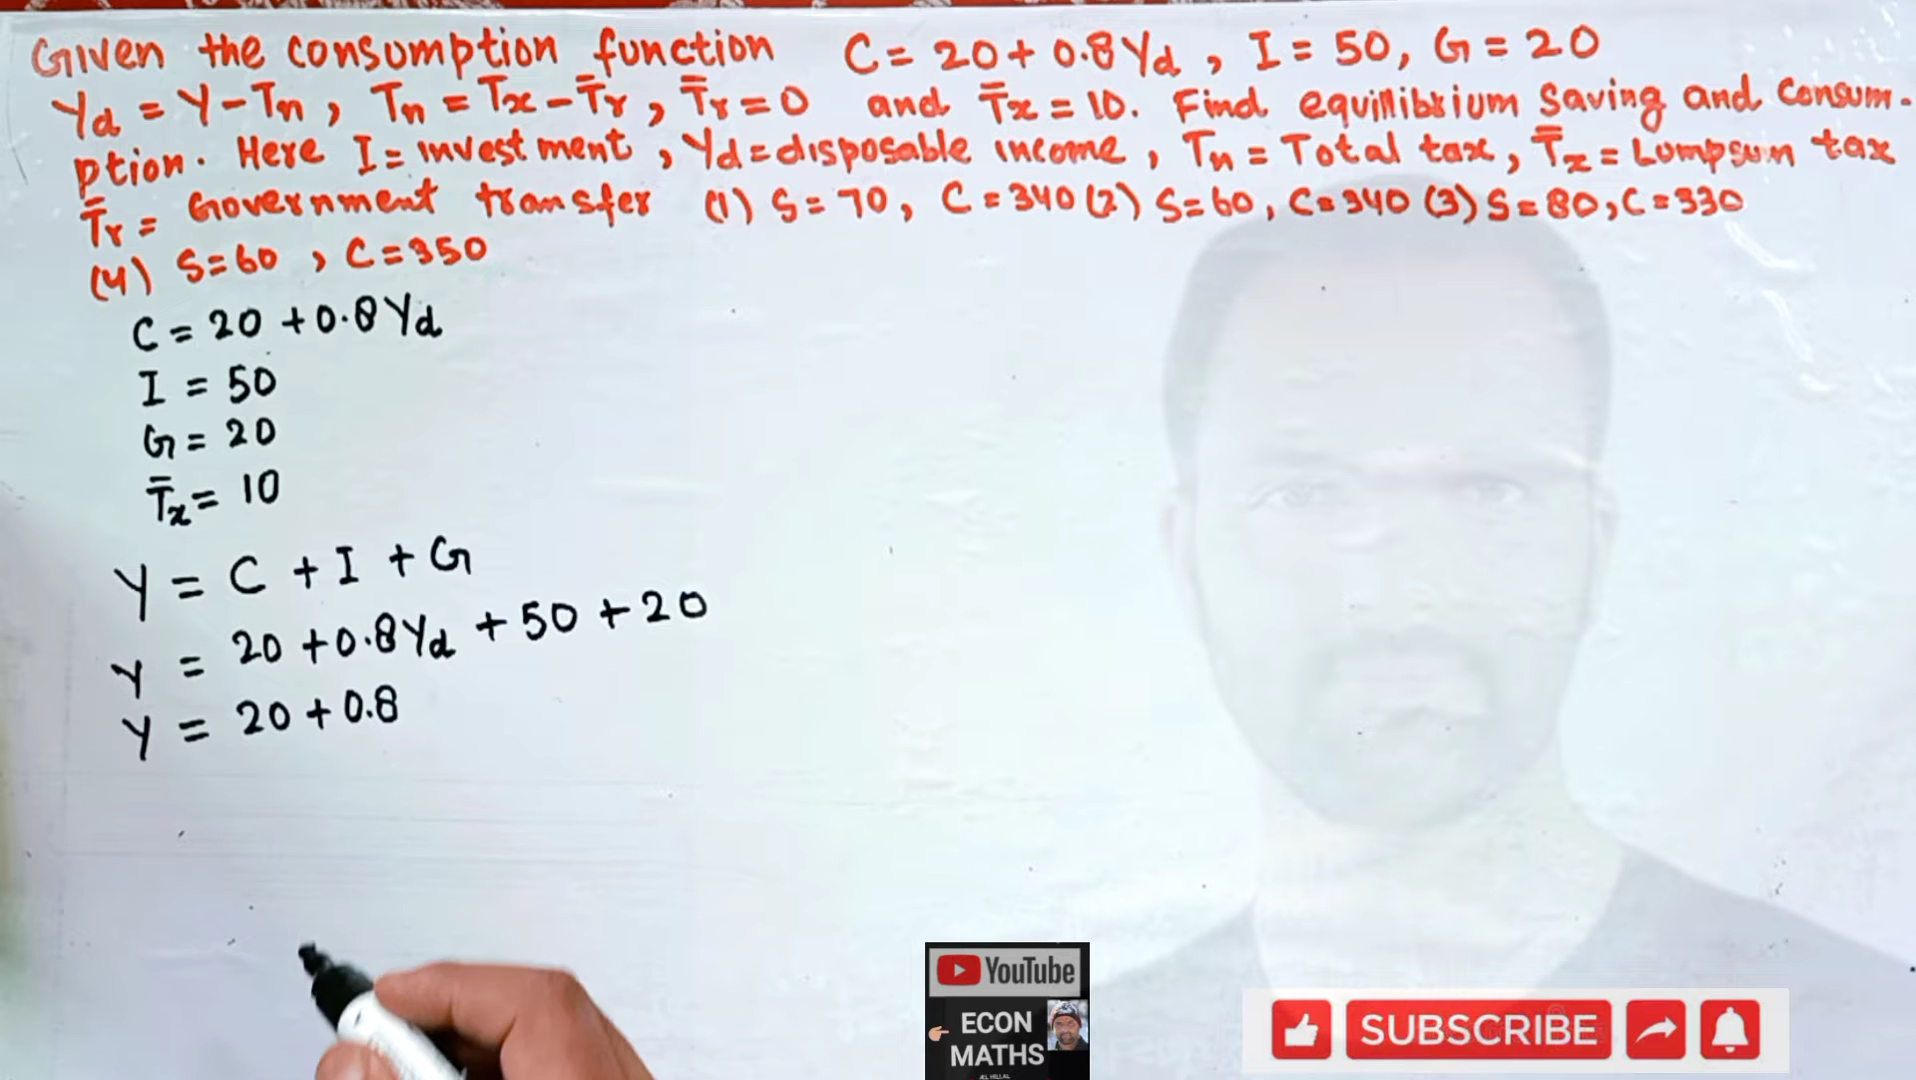 Given the consumption function C = 20 + 0.8Yd, I = 50, G = 20
Yd = Y - Tn, Tn = Tx - T̄r, T̄r = 0 and T̄x = 10. Find equillibrium saving and consum-
ption. Here I = investment, Yd = disposable income, Tn = Total tax, T̄x = Lumpsum tax
T̄r = Government transfer (1) S = 70, C = 340 (2) S = 60, C = 340 (3) S = 80, C = 330
(4) S = 60, C = 350
C = 20 + 0.8Yd
I = 50
G = 20
T̄x = 10
Y = C + I + G
Y = 20 + 0.8Yd + 50 + 20
Y = 20 + 0.8
YouTube
ECON
MATHS
SUBSCRIBE